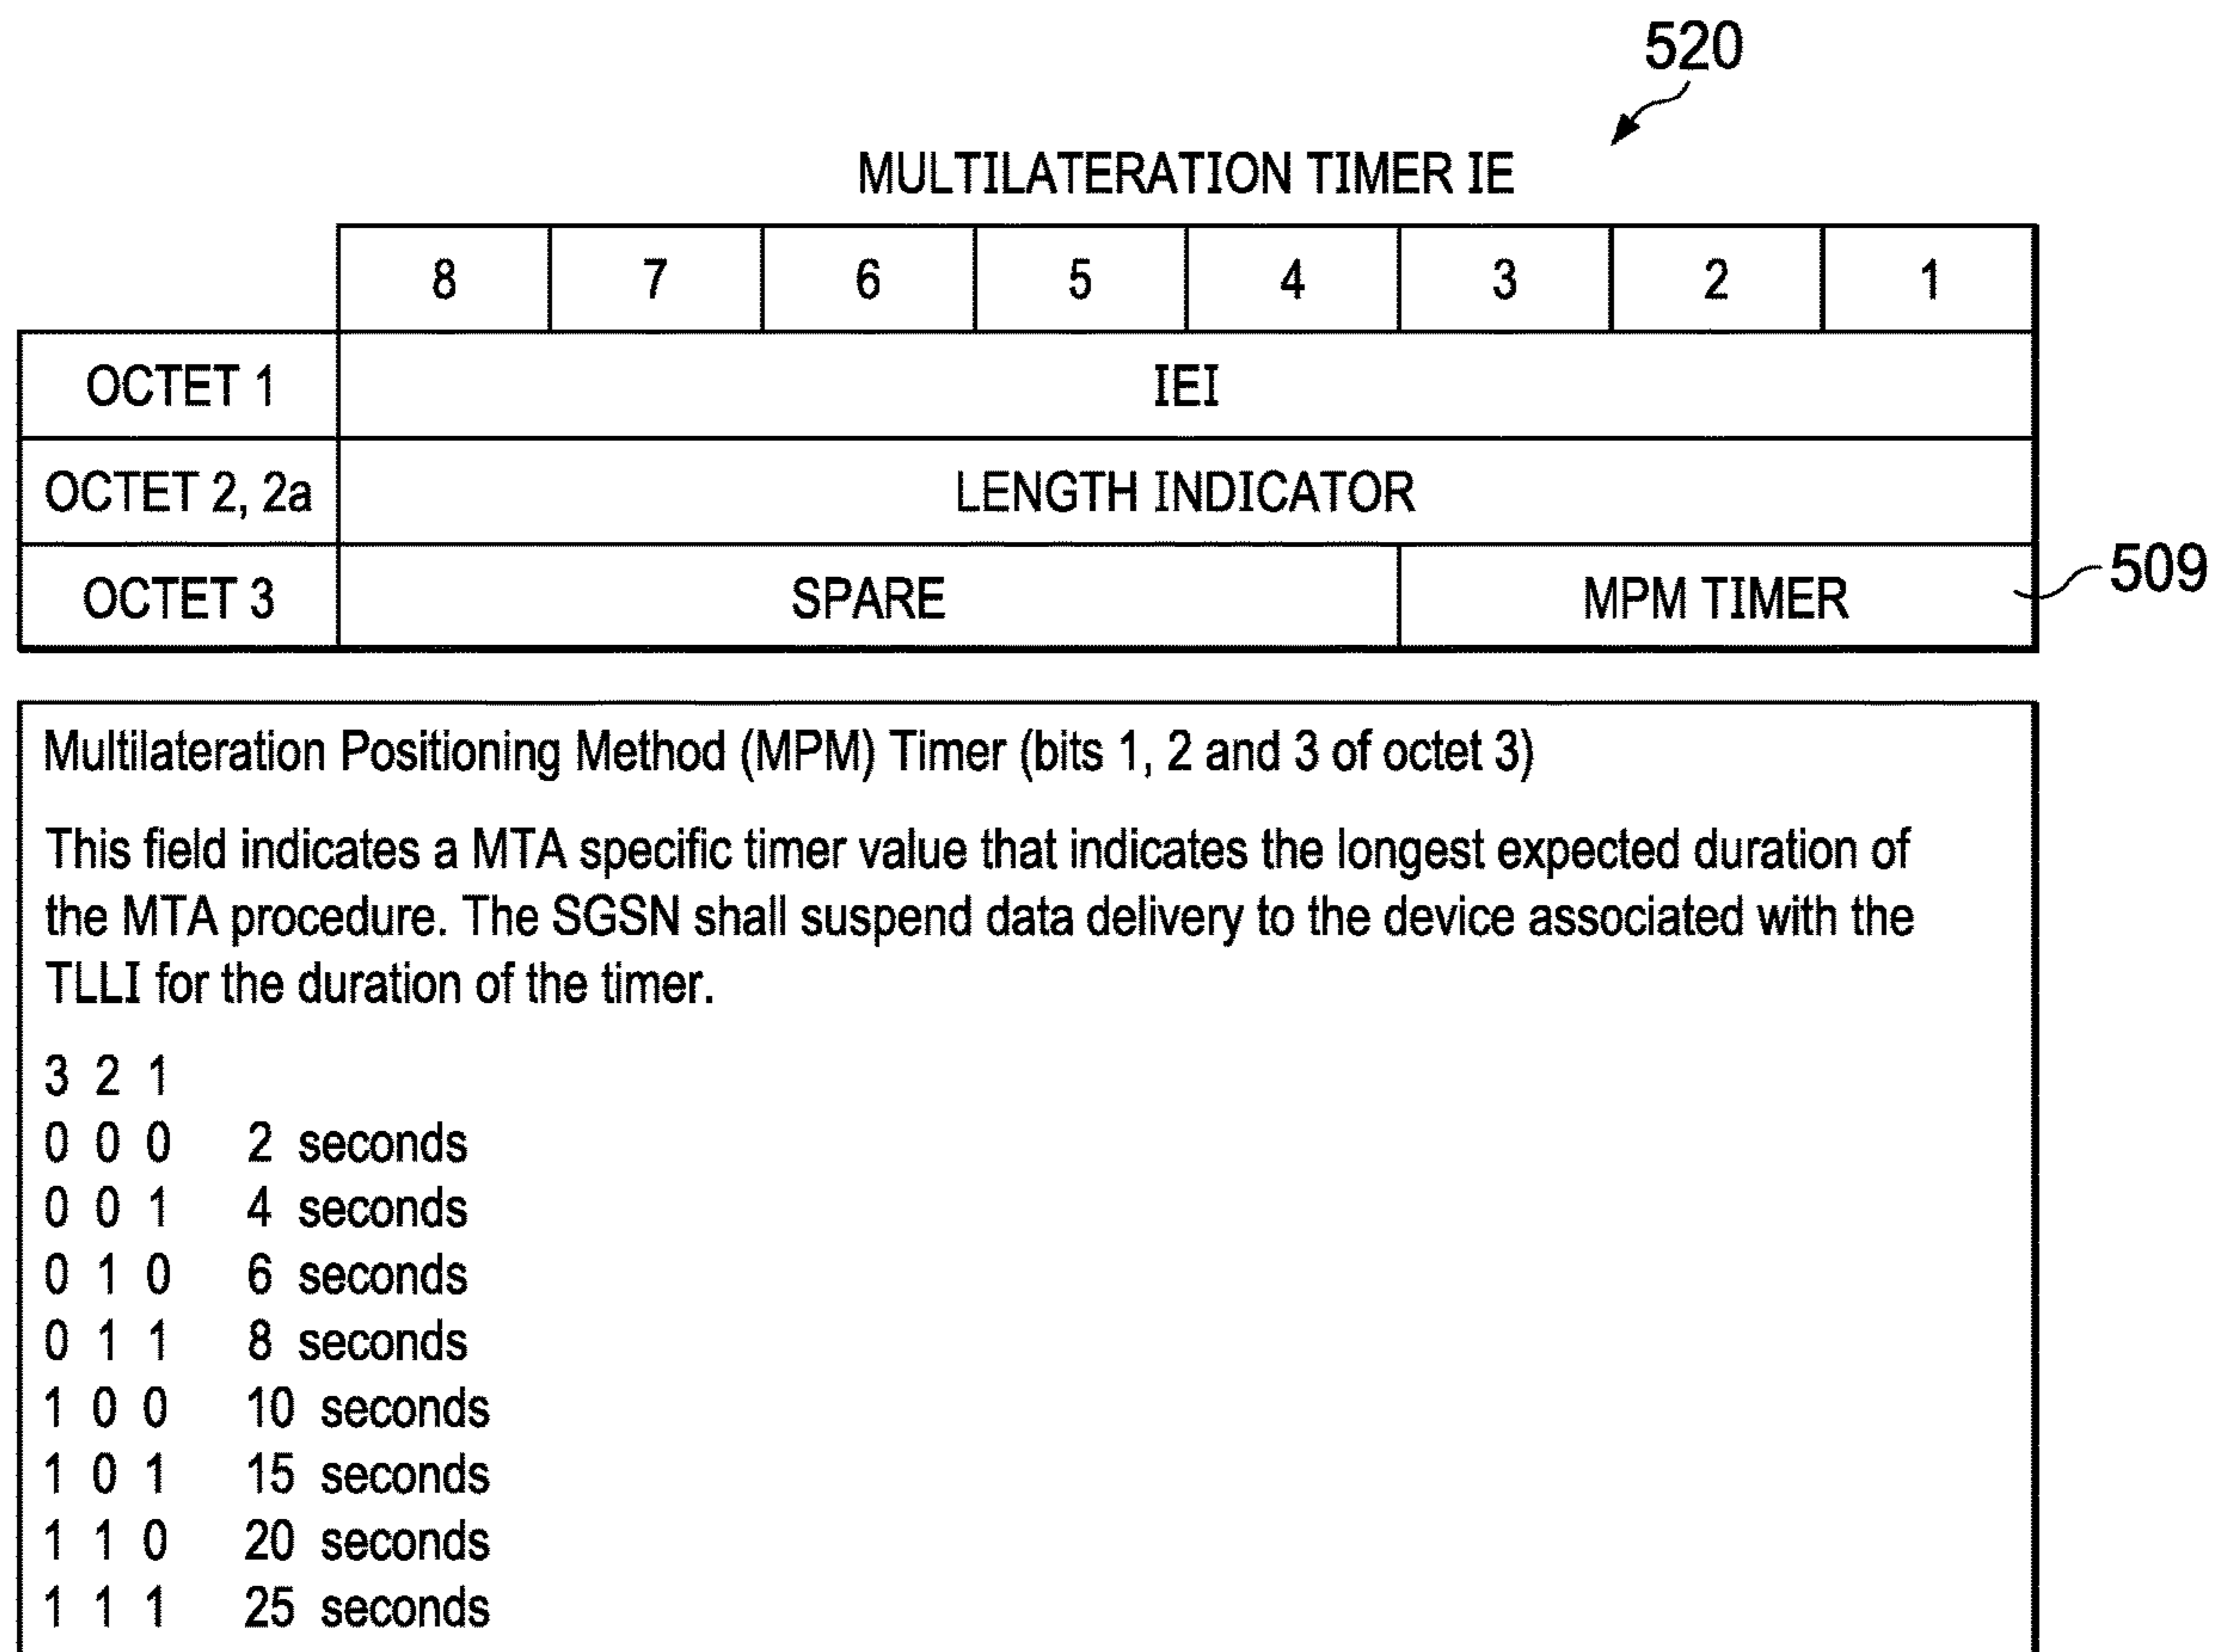 520
MULTILATERATION TIMER IE
8 7 6 5 4 3 2 1
OCTET 1 IEI
OCTET 2, 2a LENGTH INDICATOR
OCTET 3 SPARE MPM TIMER 509
Multilateration Positioning Method (MPM) Timer (bits 1, 2 and 3 of octet 3)
This field indicates a MTA specific timer value that indicates the longest expected duration of
the MTA procedure. The SGSN shall suspend data delivery to the device associated with the
TLLI for the duration of the timer.
3 2 1
0 0 0 2 seconds
0 0 1 4 seconds
0 1 0 6 seconds
0 1 1 8 seconds
1 0 0 10 seconds
1 0 1 15 seconds
1 1 0 20 seconds
1 1 1 25 seconds